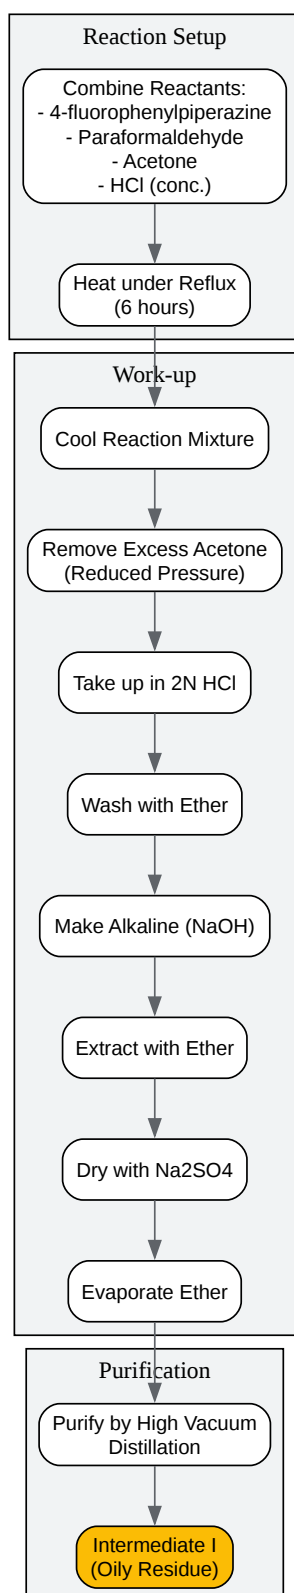 Reaction Setup
Combine Reactants:
- 4-fluorophenylpiperazine
- Paraformaldehyde
- Acetone
- HCl (conc.)
Heat under Reflux
(6 hours)
Work-up
Cool Reaction Mixture
Remove Excess Acetone
(Reduced Pressure)
Take up in 2N HCl
Wash with Ether
Make Alkaline (NaOH)
Extract with Ether
Dry with Na2SO4
Evaporate Ether
Purification
Purify by High Vacuum
Distillation
Intermediate I
(Oily Residue)